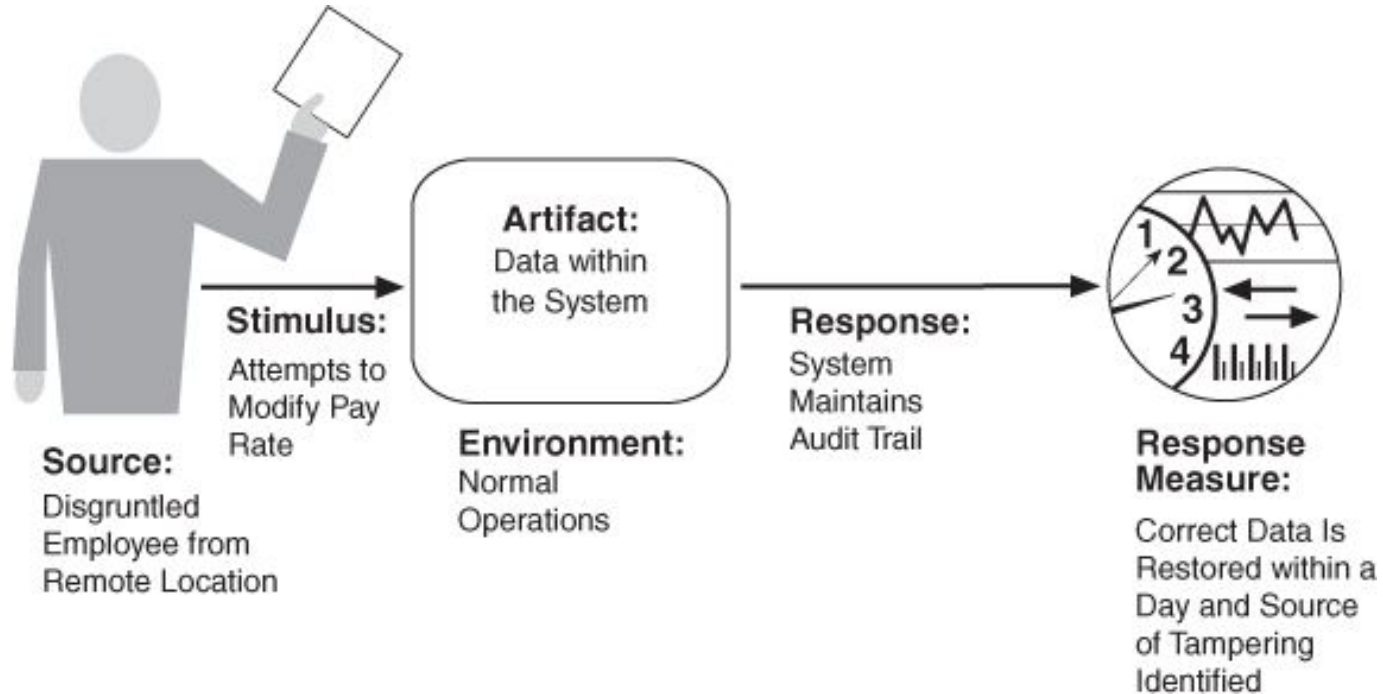 Source:
Disgruntled
Employee from
Remote Location
Stimulus:
Attempts to
Modify Pay
Rate
Artifact:
Data within
the System
Environment:
Normal
Operations
Response:
System
Maintains
Audit Trail
1
2
3
4
Response
Measure:
Correct Data Is
Restored within a
Day and Source
of Tampering
Identified